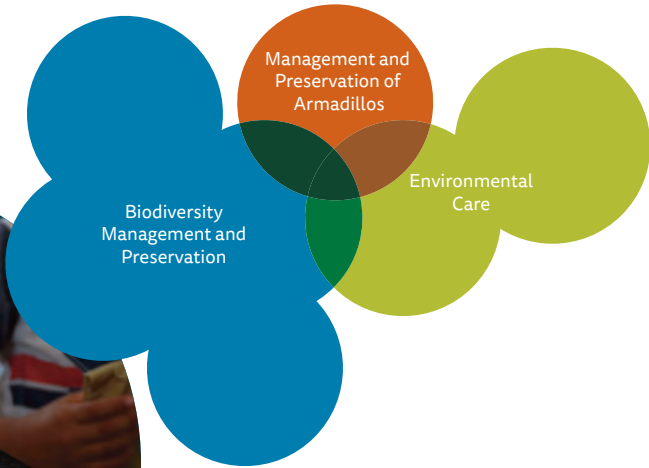 Management and
Preservation of
Armadillos
Environmental
Care
Biodiversity
Management and
Preservation